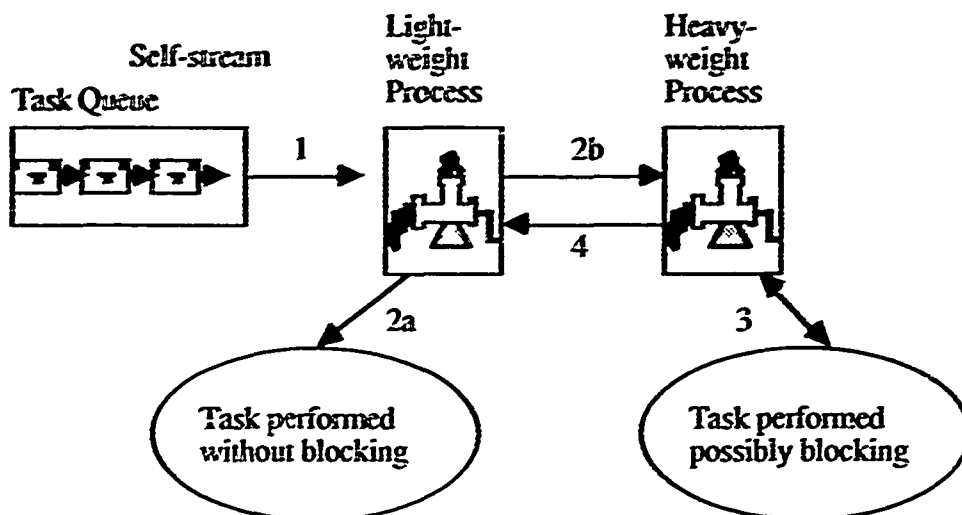 Self-stream
Task Queue
Light-
weight
Process
Heavy-
weight
Process
1
2b
4
2a
3
Task performed
without blocking
Task performed
possibly blocking